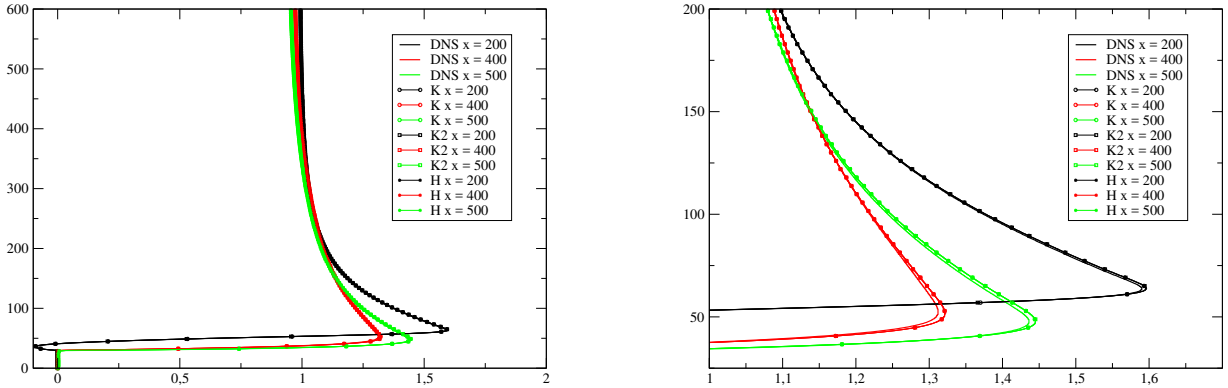 600
500
400
300
200
100
0
0
0,5
1
1,5
2
DNS x = 200
DNS x = 400
DNS x = 500
K x = 200
K x = 400
K x = 500
K2 x = 200
K2 x = 400
K2 x = 500
H x = 200
H x = 400
H x = 500
200
150
100
50
1
1,1
1,2
1,3
1,4
1,5
1,6
DNS x = 200
DNS x = 400
DNS x = 500
K x = 200
K x = 400
K x = 500
K2 x = 200
K2 x = 400
K2 x = 500
H x = 200
H x = 400
H x = 500